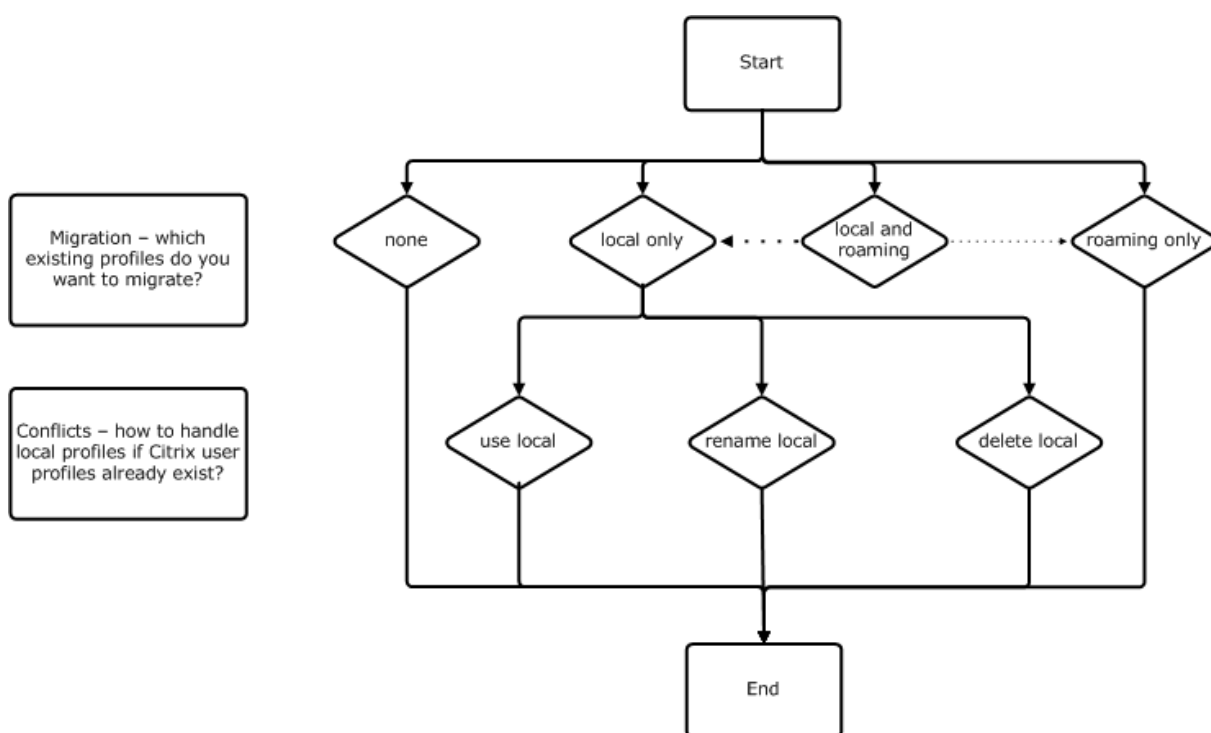 Start
Migration – which
existing profiles do you
want to migrate?
none
local only
local and
roaming
roaming only
Conflicts – how to handle
local profiles if Citrix user
profiles already exist?
use local
rename local
delete local
End